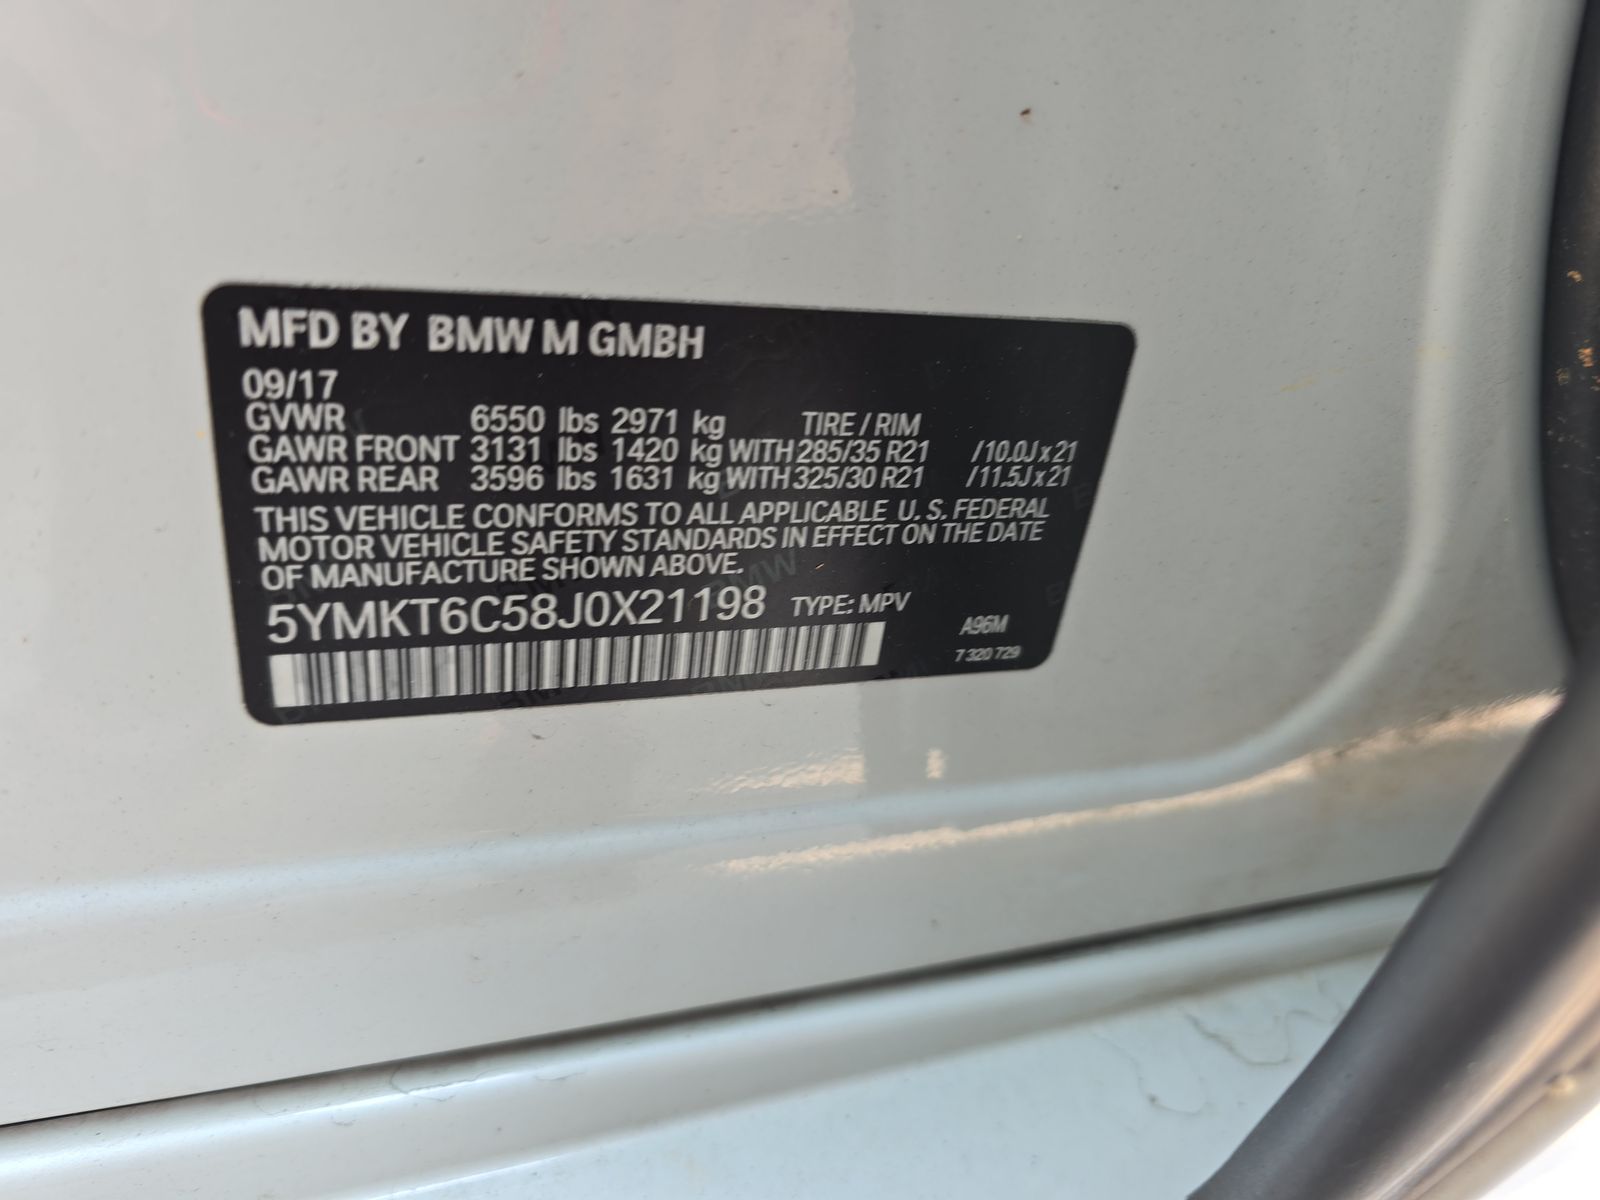 MFD BY BMW M GMBH
09/17
GVWR 6550 lbs 2971 kg TIRE / RIM
GAWR FRONT 3131 lbs 1420 kg WITH 285/35 R21 /10.0J x 21
GAWR REAR 3596 lbs 1631 kg WITH 325/30 R21 /11.5J x 21
THIS VEHICLE CONFORMS TO ALL APPLICABLE U. S. FEDERAL
MOTOR VEHICLE SAFETY STANDARDS IN EFFECT ON THE DATE
OF MANUFACTURE SHOWN ABOVE.
5YMKT6C58J0X21198 TYPE: MPV
A96M
7 320 729